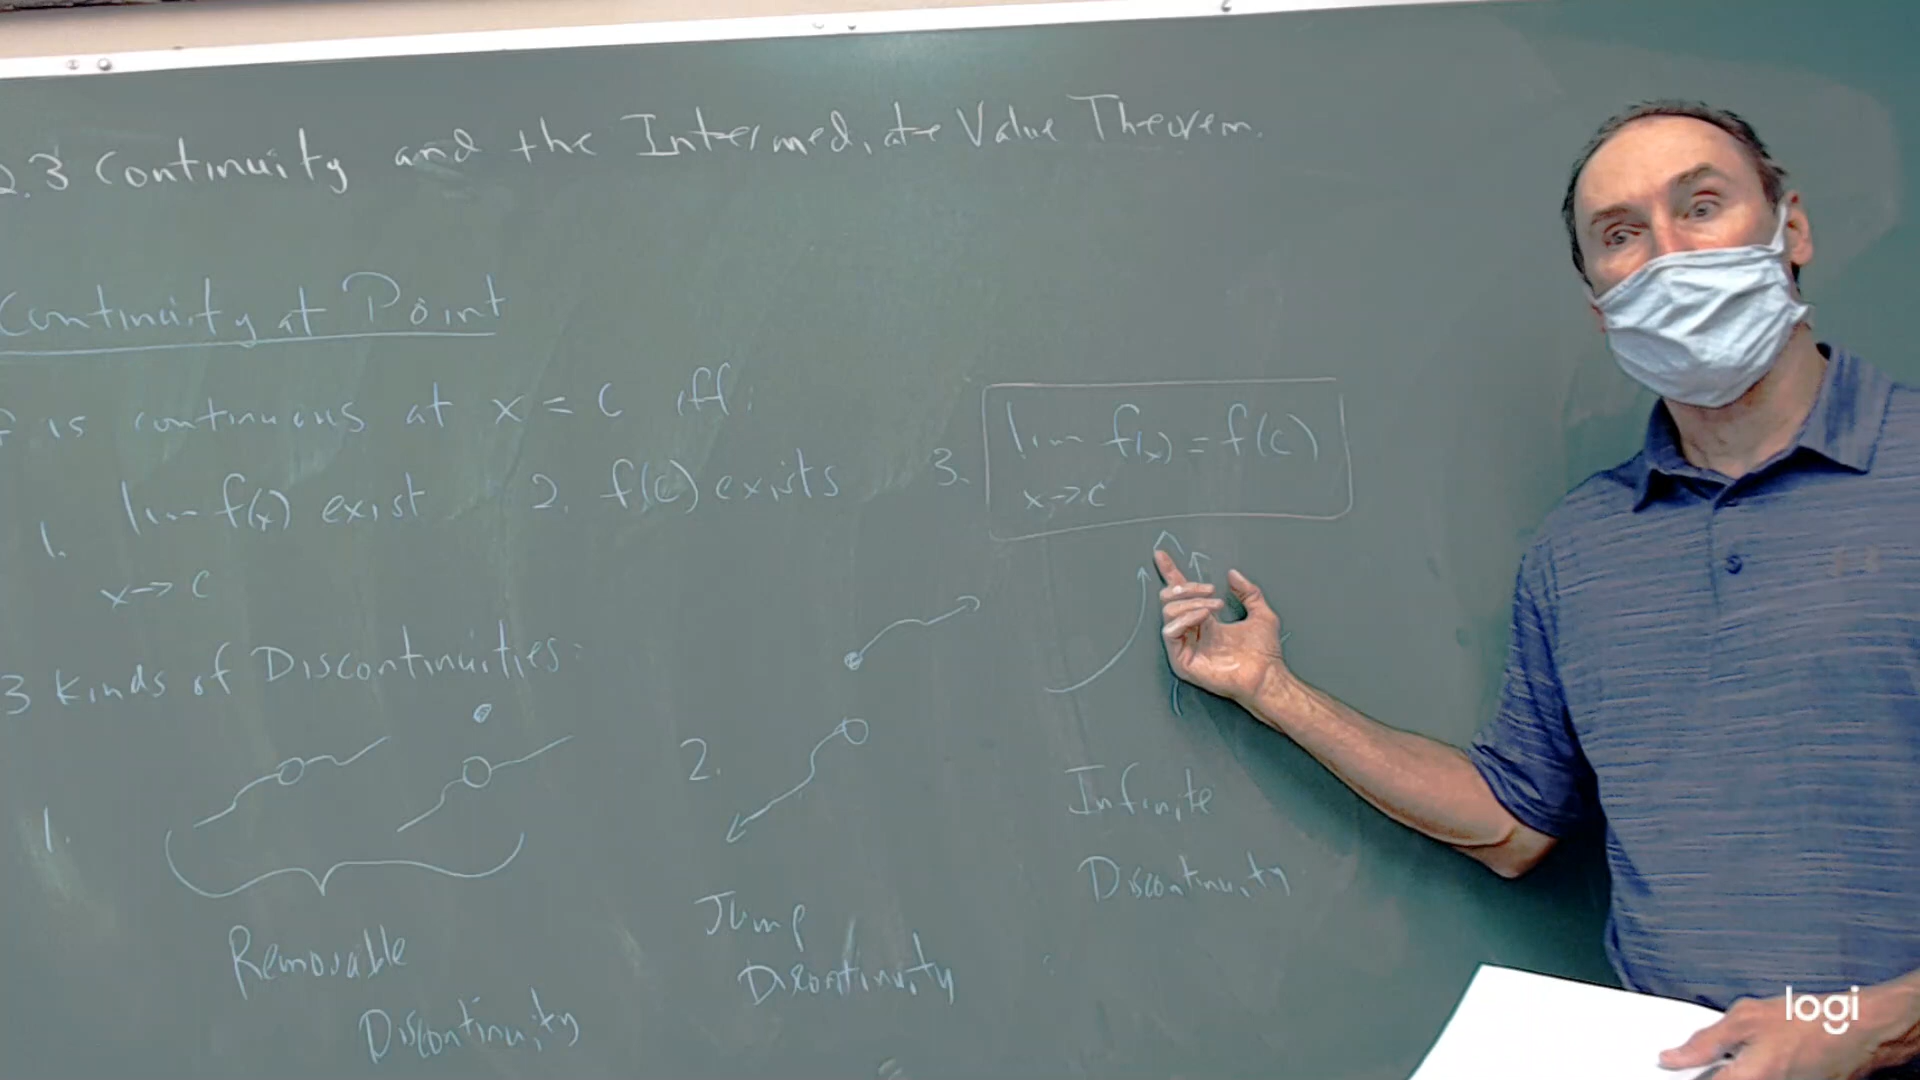 2.3 Continuity and the Intermediate Value Theorem.
Continuity at Point
f is continuous at x = c iff:
1. lim f(x) exist 2. f(c) exists 3. lim f(x) = f(c)
x→c x→c
3 Kinds of Discontinuities:
1.
2.
Removable
Discontinuity
Jump
Discontinuity
Infinite
Discontinuity
logi